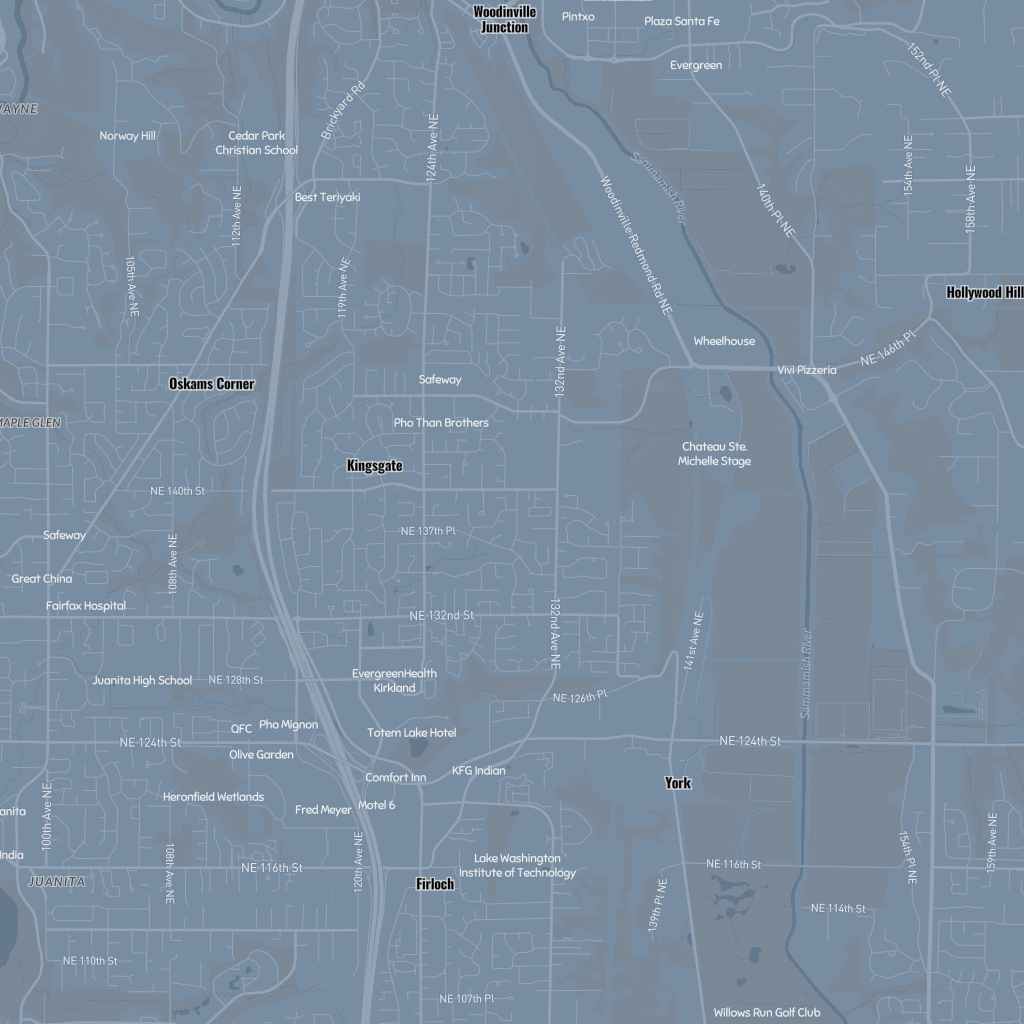 Woodinville
Junction
Pintxo
Plaza Santa Fe
Evergreen
152nd Pl NE
Norway Hill
Cedar Park
Christian School
Brickyard Rd
124th Ave NE
Sammamish River
154th Ave NE
Best Teriyaki
112th Ave NE
140th Pl NE
158th Ave NE
105th Ave NE
119th Ave NE
Woodinville Redmond Rd NE
Hollywood Hill
Wheelhouse
NE 146th Pl
Vivi Pizzeria
132nd Ave NE
Oskams Corner
Safeway
MAPLE GLEN
Pho Than Brothers
Chateau Ste.
Michelle Stage
Kingsgate
NE 140th St
NE 137th Pl
Safeway
108th Ave NE
Great China
Fairfax Hospital
NE 132nd St
132nd Ave NE
141st Ave NE
Sammamish River
Juanita High School
NE 128th St
EvergreenHealth
Kirkland
NE 126th Pl
QFC
Pho Mignon
Totem Lake Hotel
NE 124th St
NE 124th St
Olive Garden
Comfort Inn
KFG Indian
York
Heronfield Wetlands
Fred Meyer
Motel 6
100th Ave NE
120th Ave NE
154th Pl NE
159th Ave NE
India
NE 116th St
Lake Washington
Institute of Technology
NE 116th St
JUANITA
108th Ave NE
Firloch
139th Pl NE
NE 114th St
NE 110th St
NE 107th Pl
Willows Run Golf Club